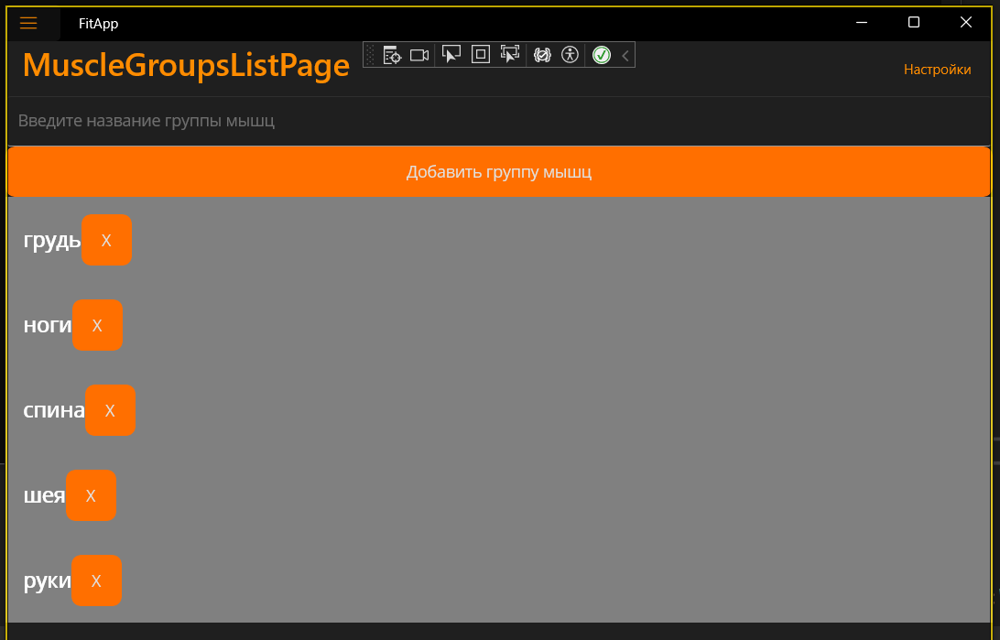 FitApp
MuscleGroupsListPage
Настройки
Введите название группы мышц
Добавить группу мышц
грудь X
ноги X
спина X
шея X
руки X